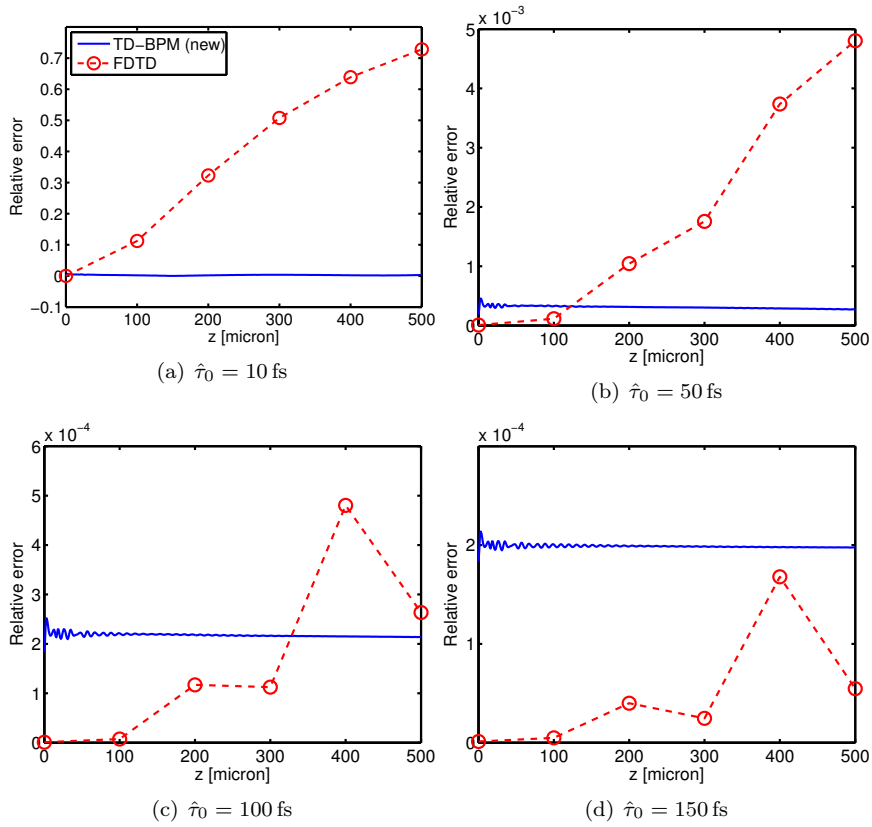 TD−BPM (new)
FDTD
0.7
0.6
0.5
0.4
0.3
0.2
0.1
0
−0.1
Relative error
0 100 200 300 400 500
z [micron]
(a) τ̂₀ = 10 fs
x 10⁻³
5
4
3
2
1
0
Relative error
0 100 200 300 400 500
z [micron]
(b) τ̂₀ = 50 fs
x 10⁻⁴
6
5
4
3
2
1
0
Relative error
0 100 200 300 400 500
z [micron]
(c) τ̂₀ = 100 fs
x 10⁻⁴
2
0
Relative error
0 100 200 300 400 500
z [micron]
(d) τ̂₀ = 150 fs